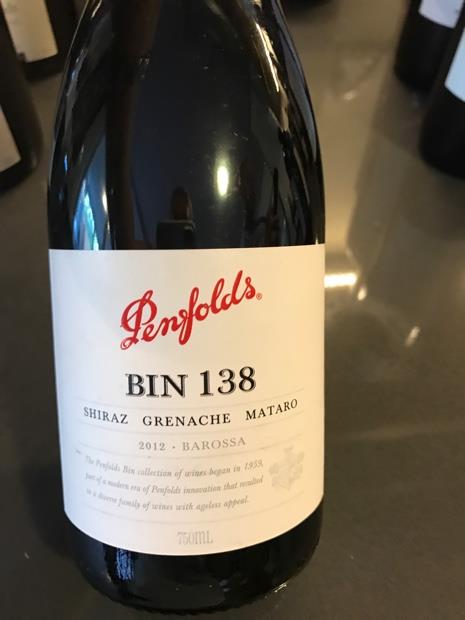 Penfolds®
BIN 138
SHIRAZ GRENACHE MATARO
2012 · BAROSSA
The Penfolds Bin collection of wines began in 1959,
part of a modern era of Penfolds innovation that resulted
in a diverse family of wines with ageless appeal.
750ML